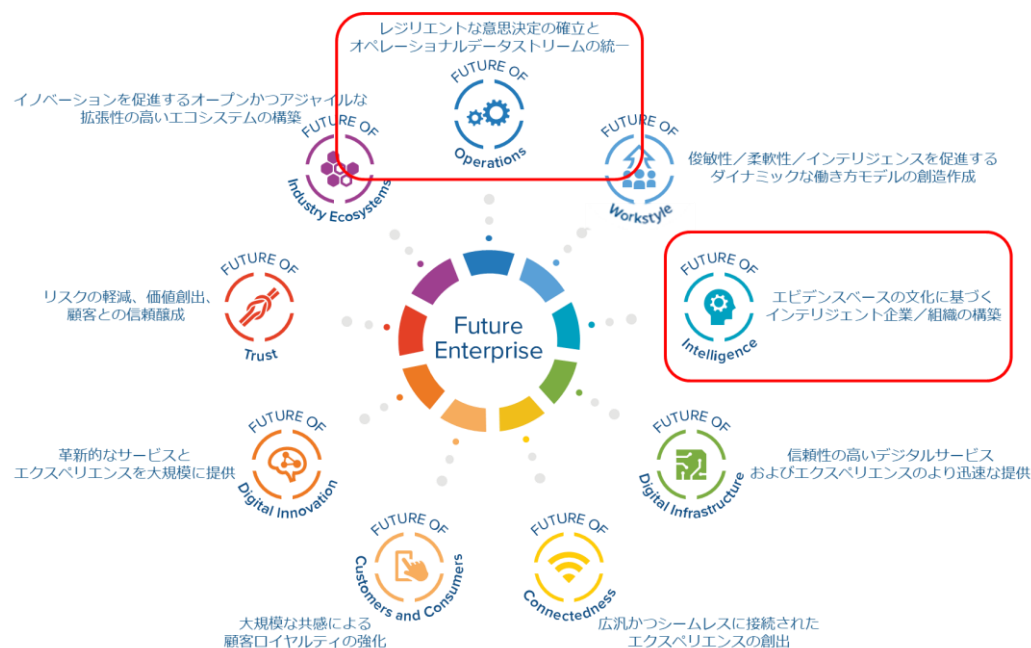 レジリエントな意思決定の確立と
オペレーショナルデータストリームの統一
FUTURE OF
Operations
イノベーションを促進するオープンかつアジャイルな
拡張性の高いエコシステムの構築
FUTURE OF
Industry Ecosystems
FUTURE OF
Workstyle
俊敏性／柔軟性／インテリジェンスを促進する
ダイナミックな働き方モデルの創造作成
リスクの軽減、価値創出、
顧客との信頼醸成
FUTURE OF
Trust
Future
Enterprise
FUTURE OF
Intelligence
エビデンスベースの文化に基づく
インテリジェント企業／組織の構築
革新的なサービスと
エクスペリエンスを大規模に提供
FUTURE OF
Digital Innovation
FUTURE OF
Digital Infrastructure
信頼性の高いデジタルサービス
およびエクスペリエンスのより迅速な提供
FUTURE OF
Customers and Consumers
大規模な共感による
顧客ロイヤルティの強化
FUTURE OF
Connectedness
広汎かつシームレスに接続された
エクスペリエンスの創出